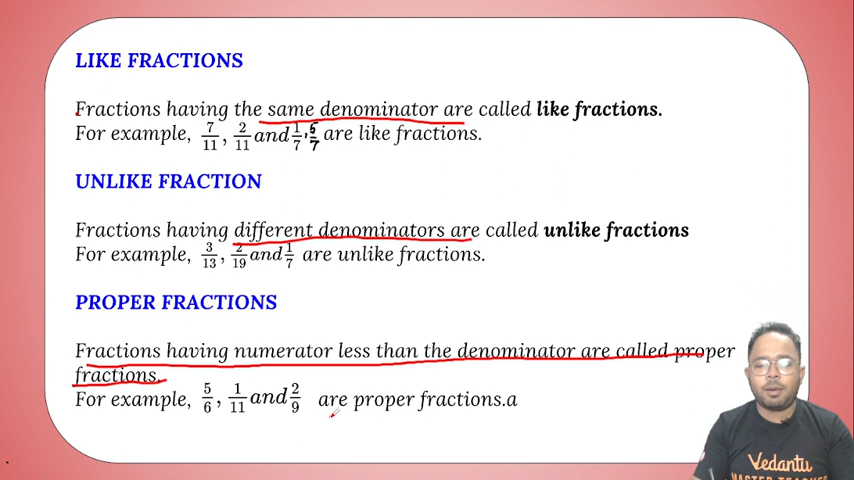 LIKE FRACTIONS
Fractions having the same denominator are called like fractions.
For example, 7/11, 2/11 and 1/7, 5/7 are like fractions.
UNLIKE FRACTION
Fractions having different denominators are called unlike fractions
For example, 3/13, 2/19 and 1/7 are unlike fractions.
PROPER FRACTIONS
Fractions having numerator less than the denominator are called proper
fractions.
For example, 5/6, 1/11 and 2/9 are proper fractions.a
Vedantu
MASTER TEACHER